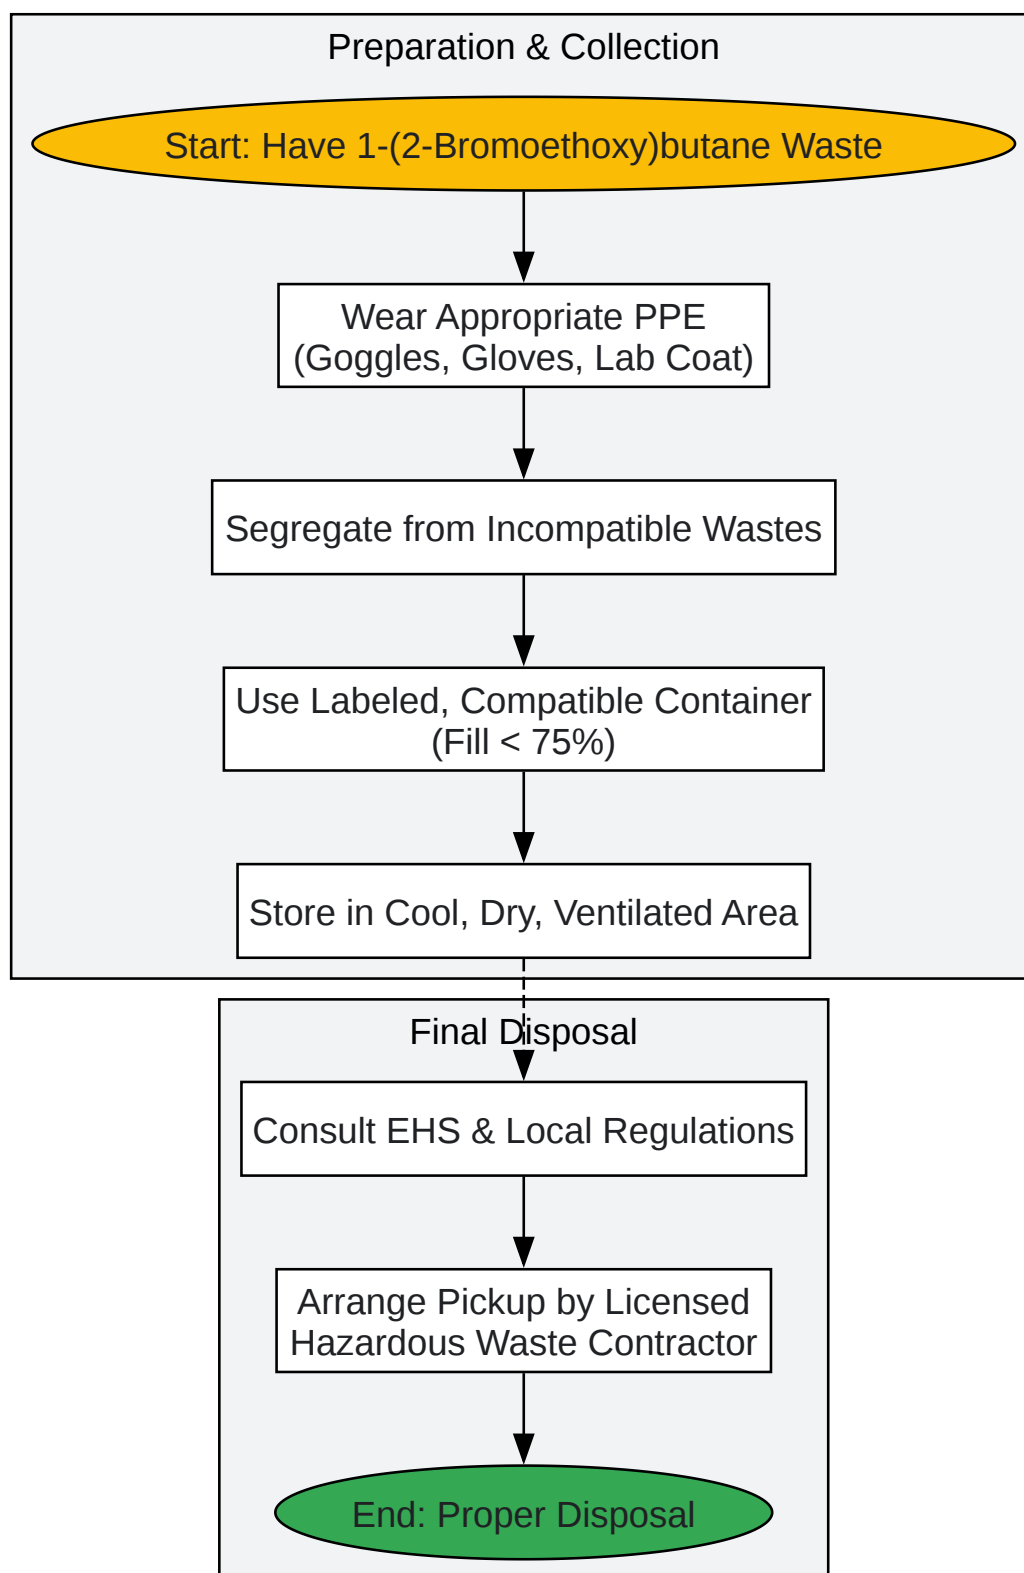 Preparation & Collection
Start: Have 1-(2-Bromoethoxy)butane Waste
Wear Appropriate PPE
(Goggles, Gloves, Lab Coat)
Segregate from Incompatible Wastes
Use Labeled, Compatible Container
(Fill < 75%)
Store in Cool, Dry, Ventilated Area
Final Disposal
Consult EHS & Local Regulations
Arrange Pickup by Licensed
Hazardous Waste Contractor
End: Proper Disposal